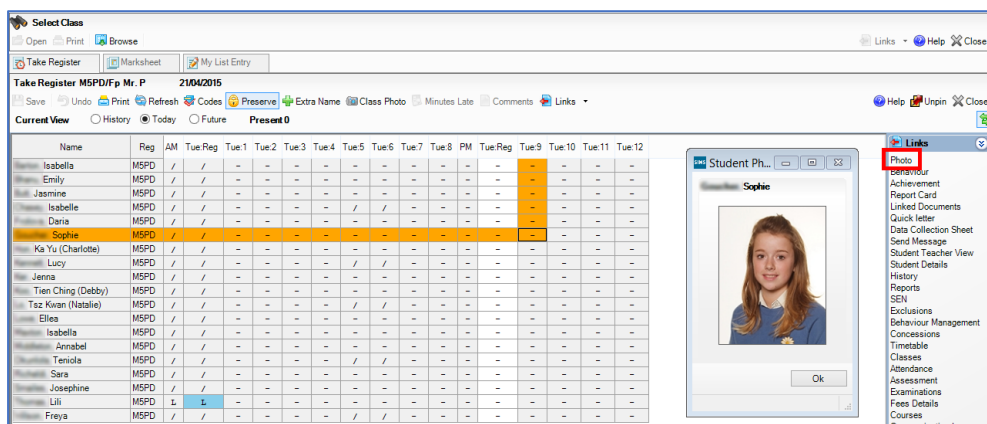 Select Class
Open Print Browse Links Help Close
Take Register Marksheet My List Entry
Take Register M5PD/Fp Mr. P 21/04/2015
Save Undo Print Refresh Codes Preserve Extra Name Class Photo Minutes Late Comments Links Help Unpin Close
Current View History Today Future Present 0
Name Reg AM Tue:Reg Tue:1 Tue:2 Tue:3 Tue:4 Tue:5 Tue:6 Tue:7 Tue:8 PM Tue:Reg Tue:9 Tue:10 Tue:11 Tue:12
Isabella M5PD / / - - - - - - - - - - - - - -
Emily M5PD / / - - - - - - - - - - - - - -
Jasmine M5PD / / - - - - - - - - - - - - - -
Isabelle M5PD / / - - - - / / - - - - - - - -
Daria M5PD / / - - - - - - - - - - - - - -
Sophie M5PD / / - - - - - - - - - - - - - -
Ka Yu (Charlotte) M5PD / / - - - - - - - - - - - - - -
Lucy M5PD / / - - - - / / - - - - - - - -
Jenna M5PD / / - - - - - - - - - - - - - -
Tien Ching (Debby) M5PD / / - - - - - - - - - - - - - -
Tsz Kwan (Natalie) M5PD / / - - - - / / - - - - - - - -
Ellea M5PD / / - - - - - - - - - - - - - -
Isabella M5PD / / - - - - - - - - - - - - - -
Annabel M5PD / / - - - - - - - - - - - - - -
Teniola M5PD / / - - - - / / - - - - - - - -
Sara M5PD / / - - - - - - - - - - - - - -
Josephine M5PD / / - - - - - - - - - - - - - -
Lili M5PD L L - - - - - - - - - - - - - -
Freya M5PD / / - - - - / / - - - - - - - -
SIMS Student Ph...
Sophie
Ok
Links
Photo
Behaviour
Achievement
Report Card
Linked Documents
Quick letter
Data Collection Sheet
Send Message
Student Teacher View
Student Details
History
Reports
SEN
Exclusions
Behaviour Management
Concessions
Timetable
Classes
Attendance
Assessment
Examinations
Fees Details
Courses